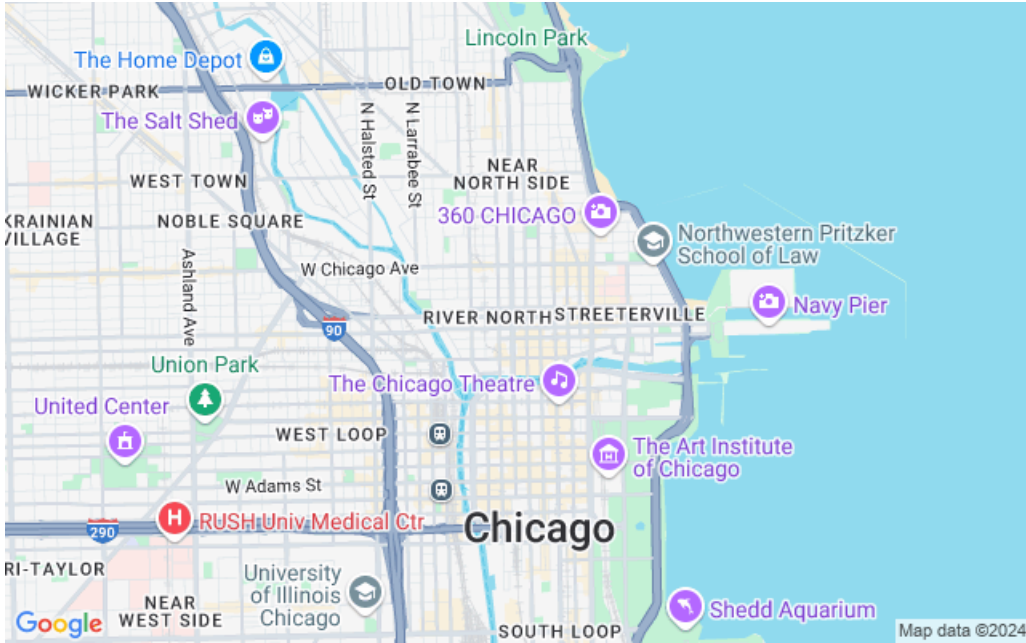 Lincoln Park
The Home Depot
OLD TOWN
WICKER PARK
The Salt Shed
N Halsted St
N Larrabee St
NEAR
NORTH SIDE
WEST TOWN
360 CHICAGO
NOBLE SQUARE
KRAINIAN
VILLAGE
Northwestern Pritzker
School of Law
Ashland Ave
W Chicago Ave
Navy Pier
RIVER NORTH
STREETERVILLE
90
Union Park
The Chicago Theatre
United Center
WEST LOOP
The Art Institute
of Chicago
W Adams St
H
RUSH Univ Medical Ctr
Chicago
290
RI-TAYLOR
University
of Illinois
Chicago
NEAR
WEST SIDE
Shedd Aquarium
Google
SOUTH LOOP
Map data ©2024